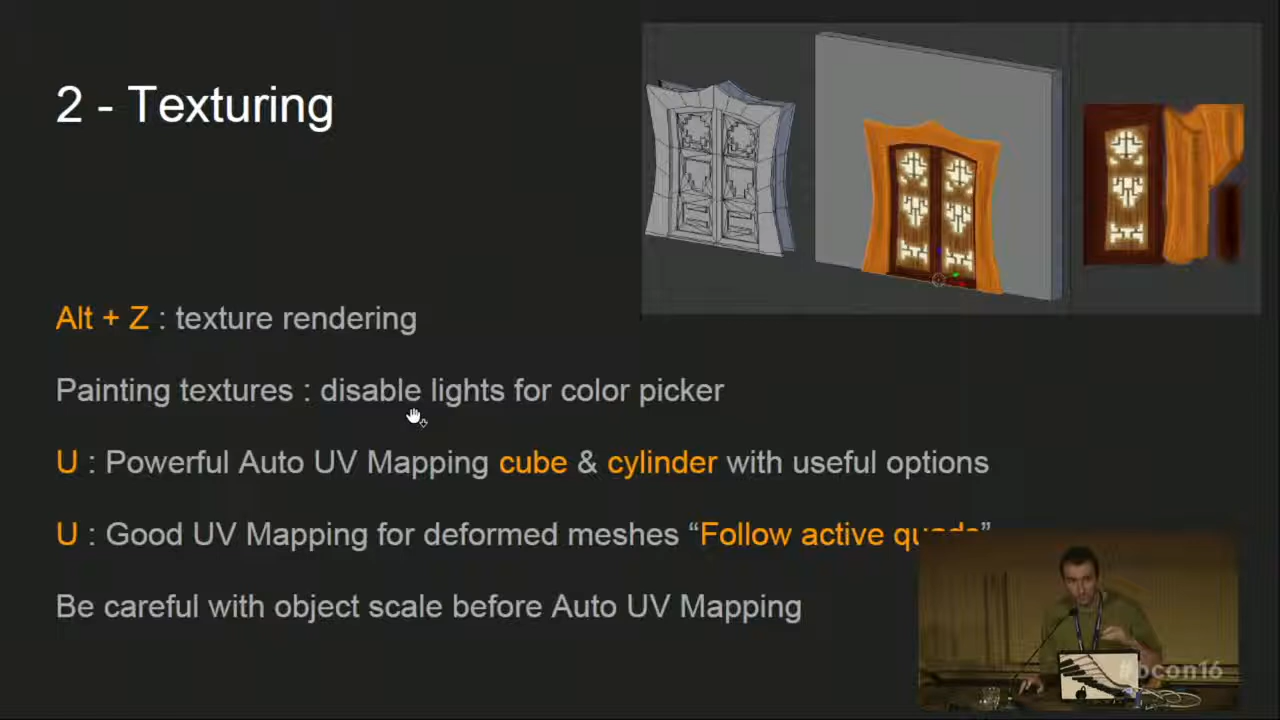 2 - Texturing
Alt + Z : texture rendering
Painting textures : disable lights for color picker
U : Powerful Auto UV Mapping cube & cylinder with useful options
U : Good UV Mapping for deformed meshes “Follow active quads”
Be careful with object scale before Auto UV Mapping
#bcon16